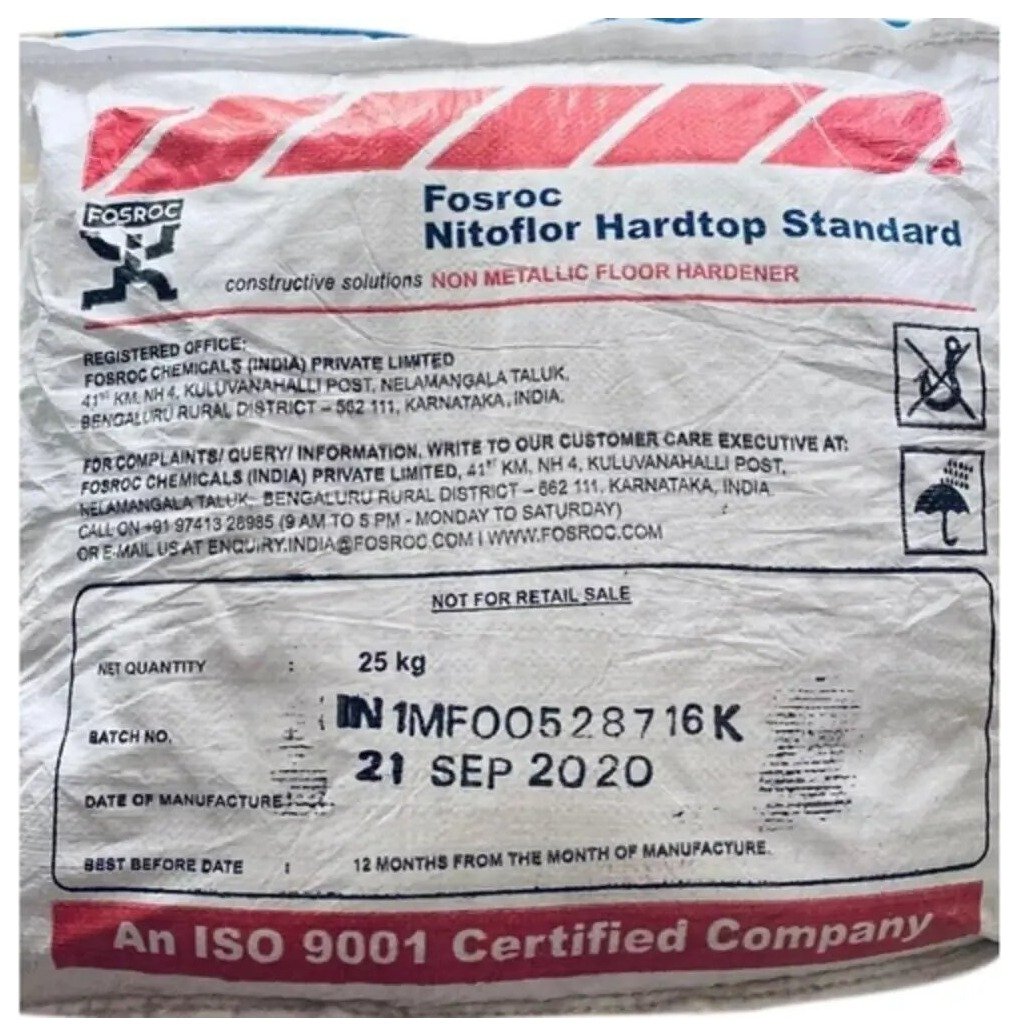 FOSROC
Fosroc
Nitoflor Hardtop Standard
constructive solutions NON METALLIC FLOOR HARDENER
REGISTERED OFFICE:
FOSROC CHEMICALS (INDIA) PRIVATE LIMITED
41ST KM, NH 4, KULUVANAHALLI POST, NELAMANGALA TALUK,
BENGALURU RURAL DISTRICT – 562 111, KARNATAKA, INDIA.
FOR COMPLAINTS/ QUERY/ INFORMATION, WRITE TO OUR CUSTOMER CARE EXECUTIVE AT:
FOSROC CHEMICALS (INDIA) PRIVATE LIMITED, 41ST KM, NH 4, KULUVANAHALLI POST,
NELAMANGALA TALUK, BENGALURU RURAL DISTRICT – 562 111, KARNATAKA, INDIA
CALL ON +91 97413 28985 (9 AM TO 5 PM - MONDAY TO SATURDAY)
OR E-MAIL US AT ENQUIRY.INDIA@FOSROC.COM I WWW.FOSROC.COM
NOT FOR RETAIL SALE
NET QUANTITY : 25 kg
BATCH NO. : IN 1MF00528716K
DATE OF MANUFACTURE : 21 SEP 2020
BEST BEFORE DATE : 12 MONTHS FROM THE MONTH OF MANUFACTURE.
An ISO 9001 Certified Company